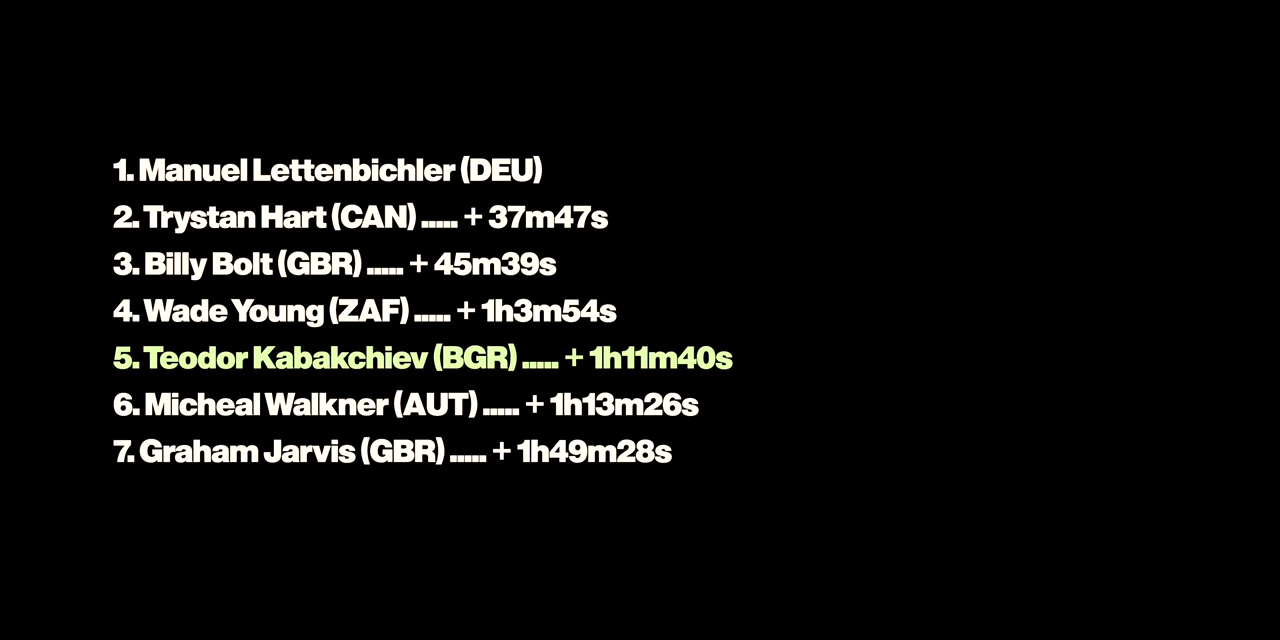 1. Manuel Lettenbichler (DEU)
2. Trystan Hart (CAN) ..... + 37m47s
3. Billy Bolt (GBR) ..... + 45m39s
4. Wade Young (ZAF) ..... + 1h3m54s
5. Teodor Kabakchiev (BGR) ..... + 1h11m40s
6. Micheal Walkner (AUT) ..... + 1h13m26s
7. Graham Jarvis (GBR) ..... + 1h49m28s